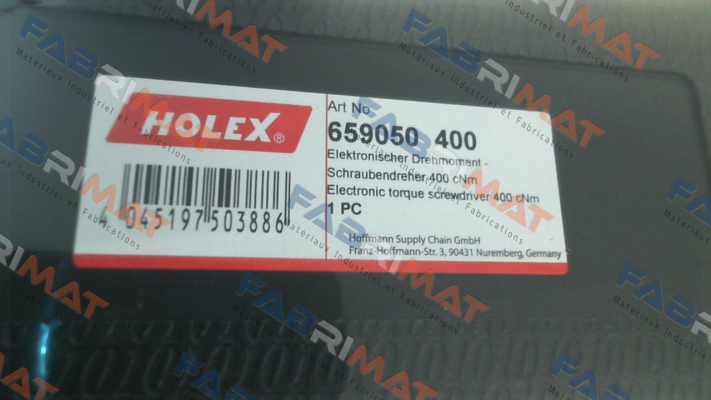 HOLEX®
4 045197 503886
Art No.
659050 400
Elektronischer Drehmoment -
Schraubendreher 400 cNm
Electronic torque screwdriver 400 cNm
1 PC
Hoffmann Supply Chain GmbH
Franz-Hoffmann-Str. 3, 90431 Nuremberg, Germany
FABRIMAT
Matériaux Industriel et Fabrications